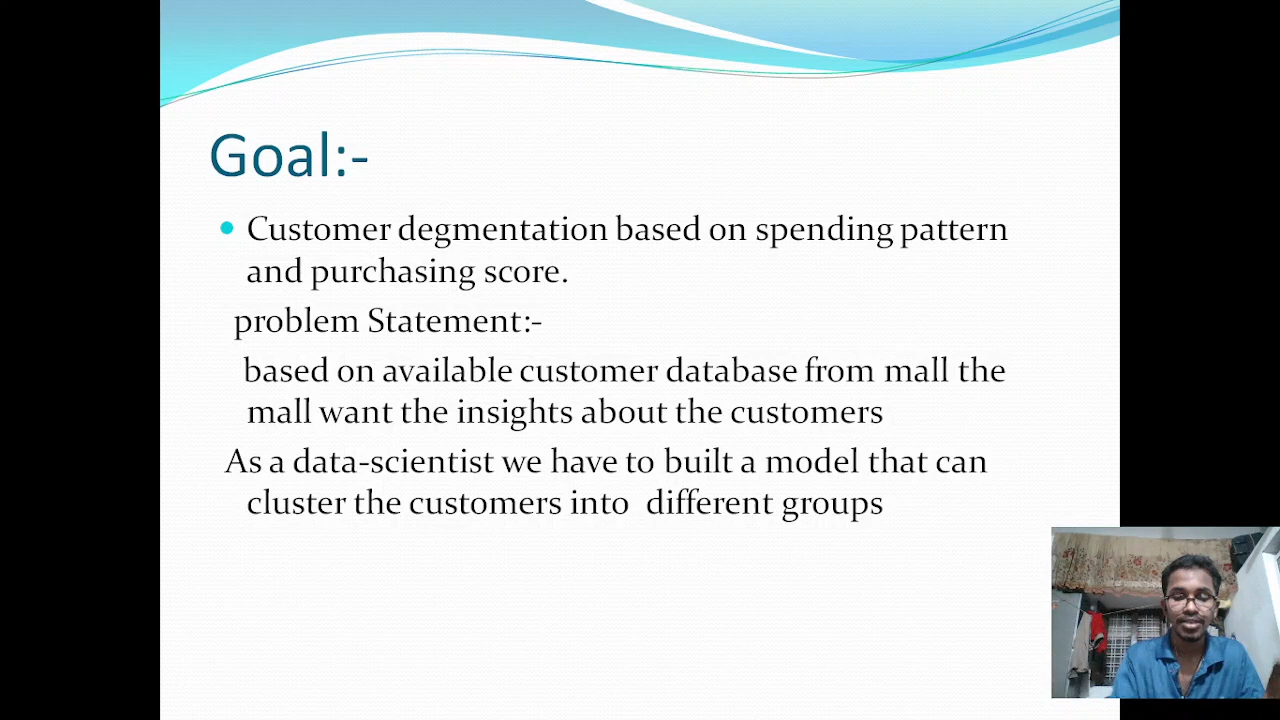 Goal:-
Customer degmentation based on spending pattern
and purchasing score.
problem Statement:-
based on available customer database from mall the
mall want the insights about the customers
As a data-scientist we have to built a model that can
cluster the customers into different groups